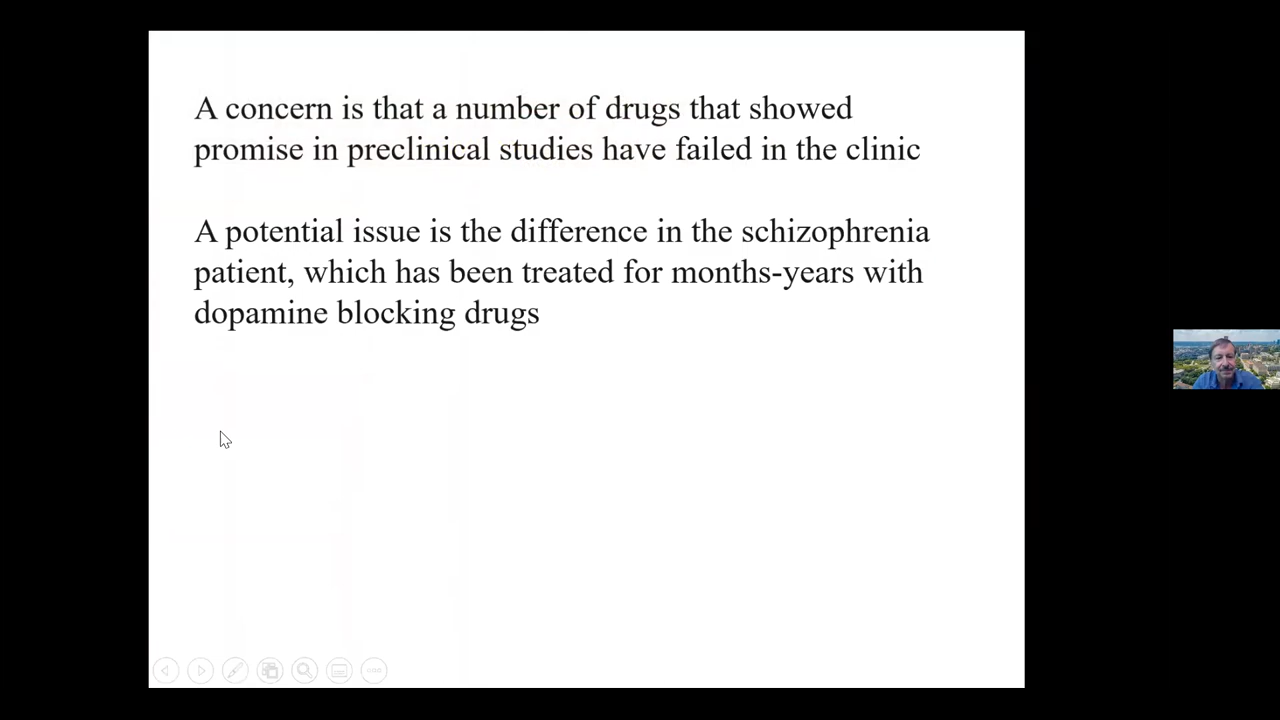 A concern is that a number of drugs that showed
promise in preclinical studies have failed in the clinic
A potential issue is the difference in the schizophrenia
patient, which has been treated for months-years with
dopamine blocking drugs